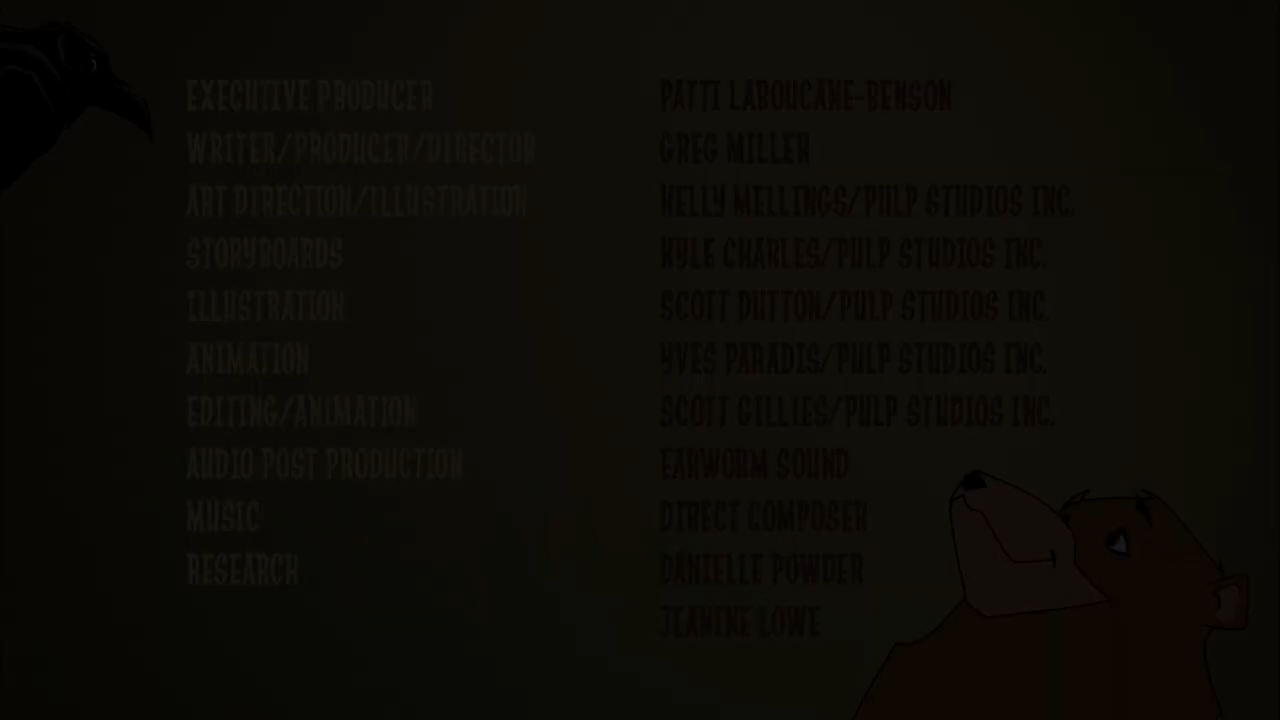 EXECUTIVE PRODUCER PATTI LABOUCANE-BENSON
WRITER/PRODUCER/DIRECTOR GREG MILLER
ART DIRECTION/ILLUSTRATION KELLY MELLINGS/PULP STUDIOS INC.
STORYBOARDS KYLE CHARLES/PULP STUDIOS INC.
ILLUSTRATION SCOTT DUTTON/PULP STUDIOS INC.
ANIMATION YVES PARADIS/PULP STUDIOS INC.
EDITING/ANIMATION SCOTT GILLIES/PULP STUDIOS INC.
AUDIO POST PRODUCTION EARWORM SOUND
MUSIC DIRECT COMPOSER
RESEARCH DANIELLE POWDER
JEANINE LOWE